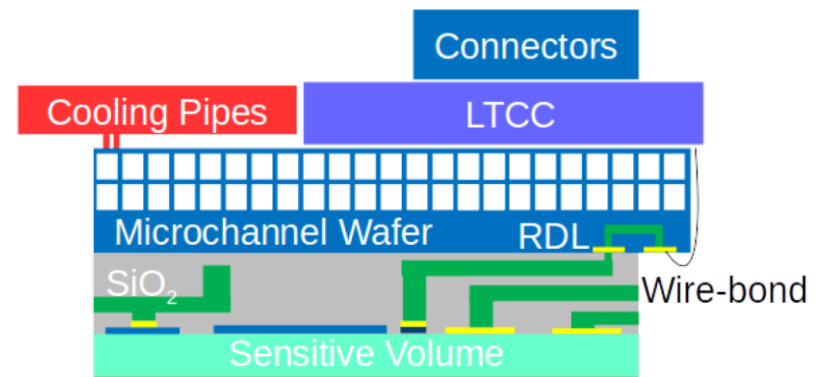 Connectors
Cooling Pipes
LTCC
Microchannel Wafer
RDL
SiO₂
Wire-bond
Sensitive Volume